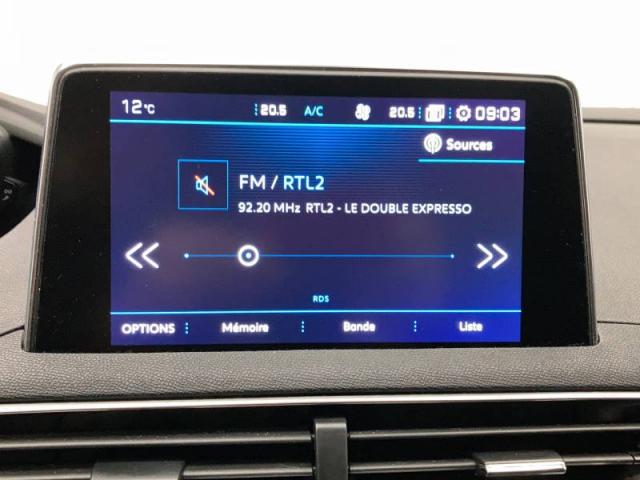 12°C 20.5 A/C 20.5 09:03
Sources
FM / RTL2
92.20 MHz RTL2 - LE DOUBLE EXPRESSO
RDS
OPTIONS Mémoire Bande Liste